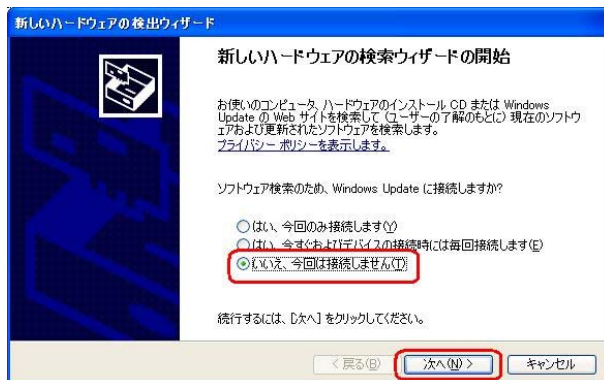 新しいハードウェアの検出ウィザード
新しいハードウェアの検索ウィザードの開始
お使いのコンピュータ、ハードウェアのインストール CD または Windows
Update の Web サイトを検索して (ユーザーの了解のもとに) 現在のソフトウ
ェアおよび更新されたソフトウェアを検索します。
プライバシー ポリシーを表示します。
ソフトウェア検索のため、Windows Update に接続しますか?
はい、今回のみ接続します(Y)
はい、今すぐおよびデバイスの接続時には毎回接続します(E)
いいえ、今回は接続しません(T)
続行するには、[次へ] をクリックしてください。
< 戻る(B)
次へ(N) >
キャンセル